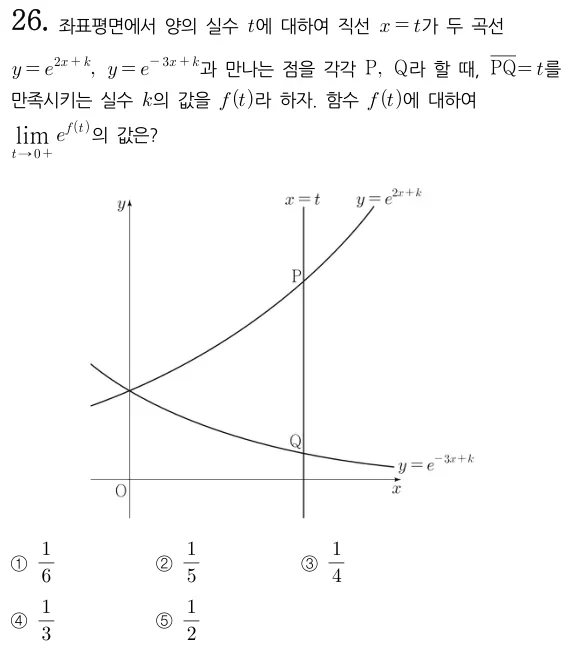 26. 좌표평면에서 양의 실수 t에 대하여 직선 x=t가 두 곡선
y=e^{2x+k}, y=e^{-3x+k}과 만나는 점을 각각 P, Q라 할 때, \overline{PQ}=t를
만족시키는 실수 k의 값을 f(t)라 하자. 함수 f(t)에 대하여
\lim_{t→0+} e^{f(t)}의 값은?
y x=t y=e^{2x+k}
P
Q
y=e^{-3x+k}
O x
① 1/6 ② 1/5 ③ 1/4
④ 1/3 ⑤ 1/2